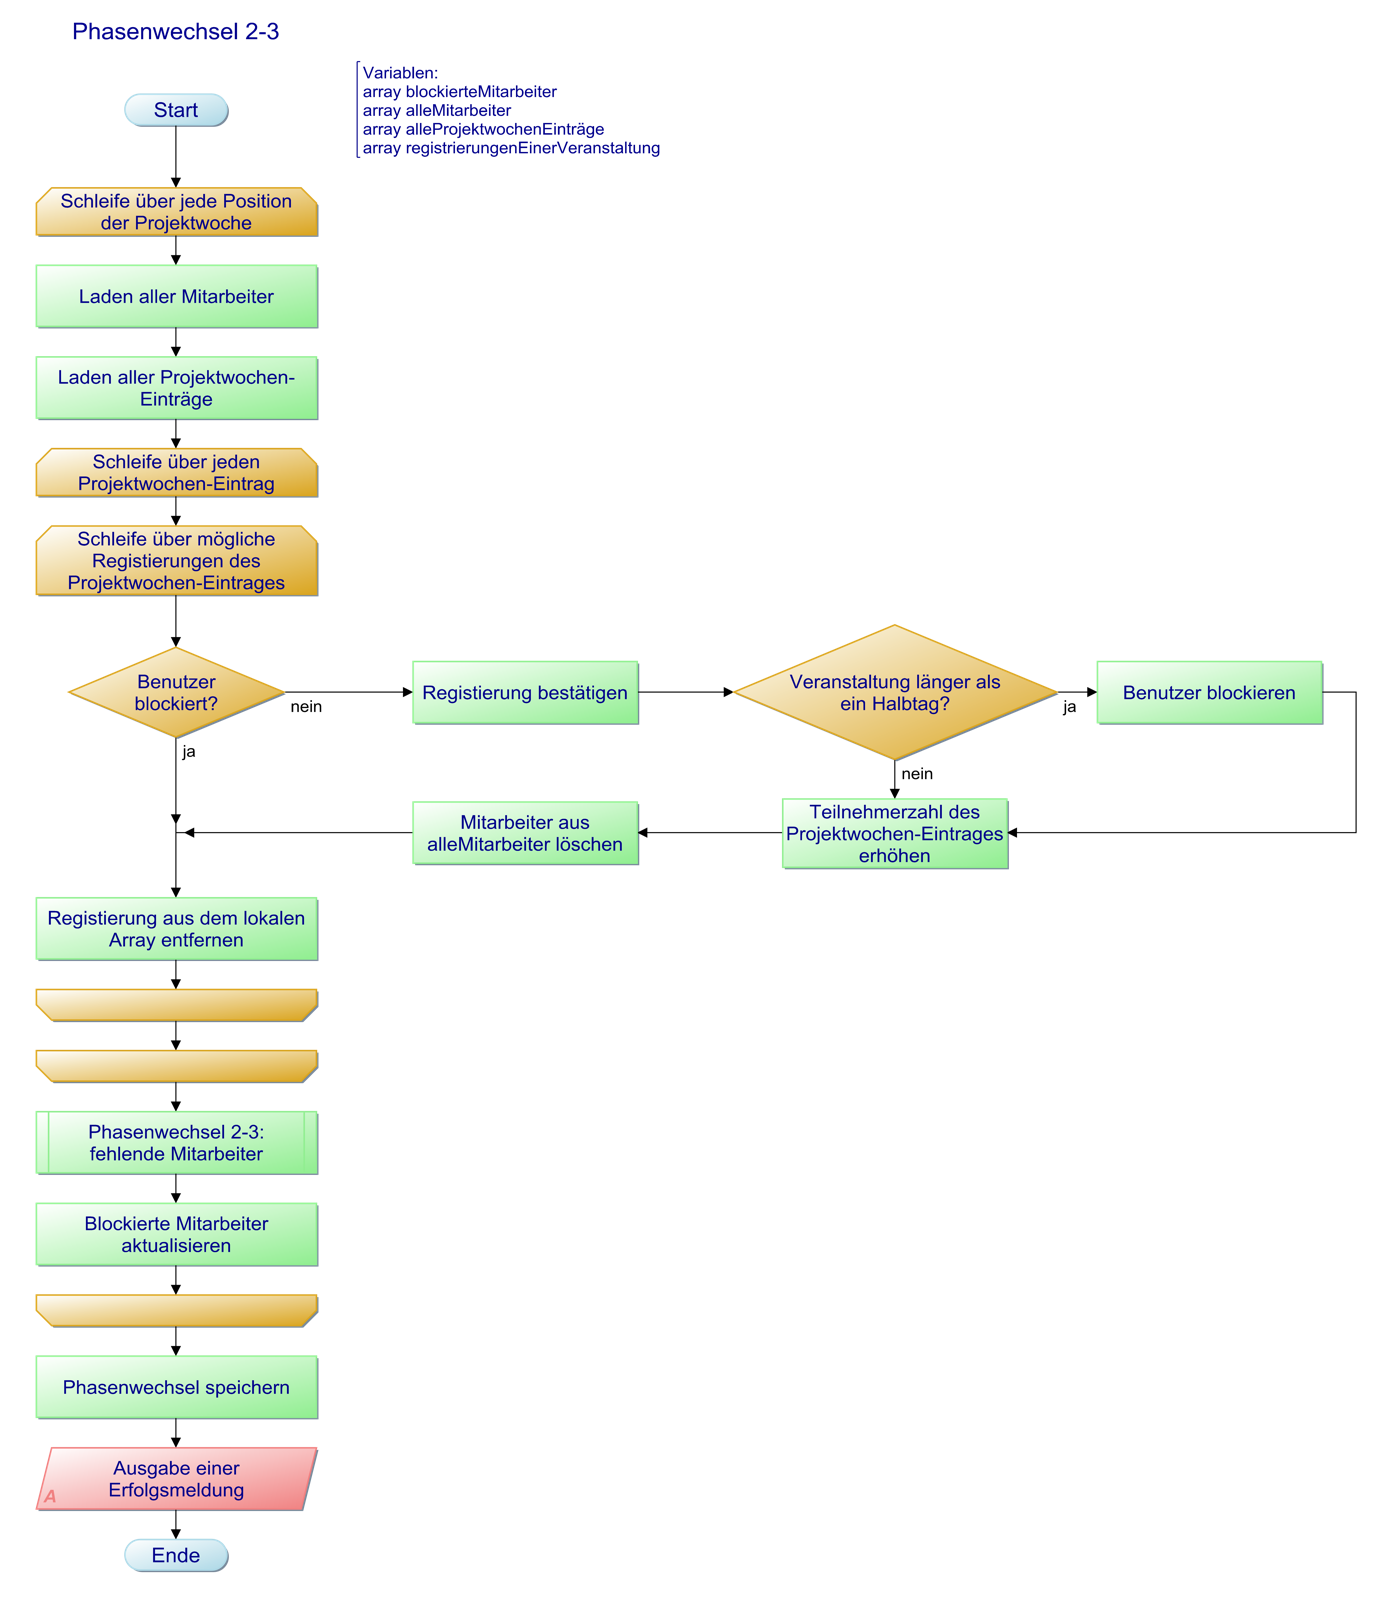 Phasenwechsel 2-3
Variablen:
array blockierteMitarbeiter
array alleMitarbeiter
array alleProjektwochenEinträge
array registrierungenEinerVeranstaltung
Start
Schleife über jede Position
der Projektwoche
Laden aller Mitarbeiter
Laden aller Projektwochen-
Einträge
Schleife über jeden
Projektwochen-Eintrag
Schleife über mögliche
Registierungen des
Projektwochen-Eintrages
Benutzer
blockiert?
nein
ja
Registierung bestätigen
Veranstaltung länger als
ein Halbtag?
ja
nein
Benutzer blockieren
Teilnehmerzahl des
Projektwochen-Eintrages
erhöhen
Mitarbeiter aus
alleMitarbeiter löschen
Registierung aus dem lokalen
Array entfernen
Phasenwechsel 2-3:
fehlende Mitarbeiter
Blockierte Mitarbeiter
aktualisieren
Phasenwechsel speichern
Ausgabe einer
Erfolgsmeldung
A
Ende